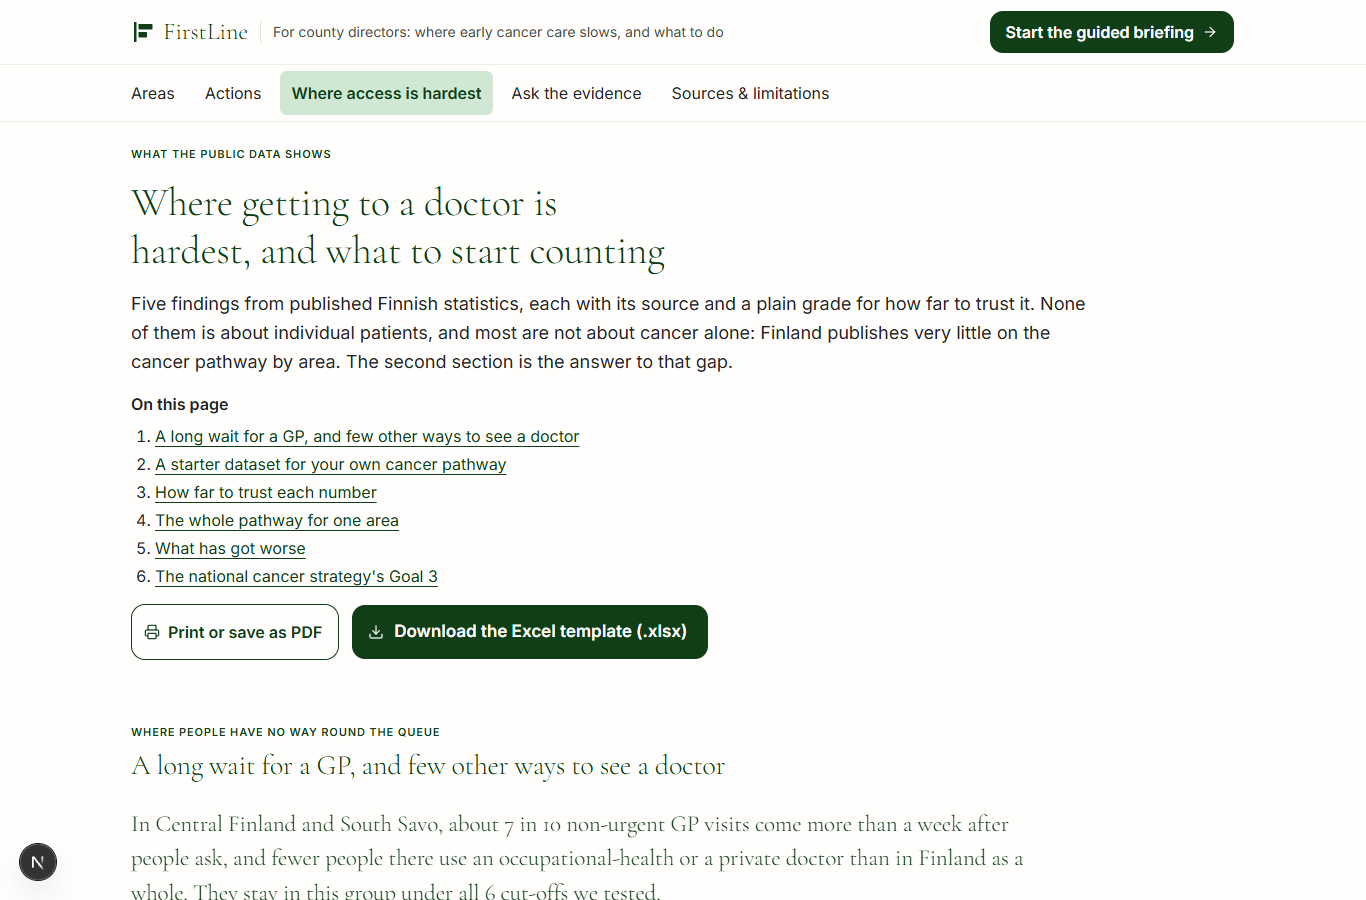 FirstLine
For county directors: where early cancer care slows, and what to do
Start the guided briefing →
Areas
Actions
Where access is hardest
Ask the evidence
Sources & limitations
WHAT THE PUBLIC DATA SHOWS
Where getting to a doctor is
hardest, and what to start counting
Five findings from published Finnish statistics, each with its source and a plain grade for how far to trust it. None
of them is about individual patients, and most are not about cancer alone: Finland publishes very little on the
cancer pathway by area. The second section is the answer to that gap.
On this page
1. A long wait for a GP, and few other ways to see a doctor
2. A starter dataset for your own cancer pathway
3. How far to trust each number
4. The whole pathway for one area
5. What has got worse
6. The national cancer strategy's Goal 3
Print or save as PDF
Download the Excel template (.xlsx)
WHERE PEOPLE HAVE NO WAY ROUND THE QUEUE
A long wait for a GP, and few other ways to see a doctor
In Central Finland and South Savo, about 7 in 10 non-urgent GP visits come more than a week after
people ask, and fewer people there use an occupational-health or a private doctor than in Finland as a
whole. They stay in this group under all 6 cut-offs we tested.
N